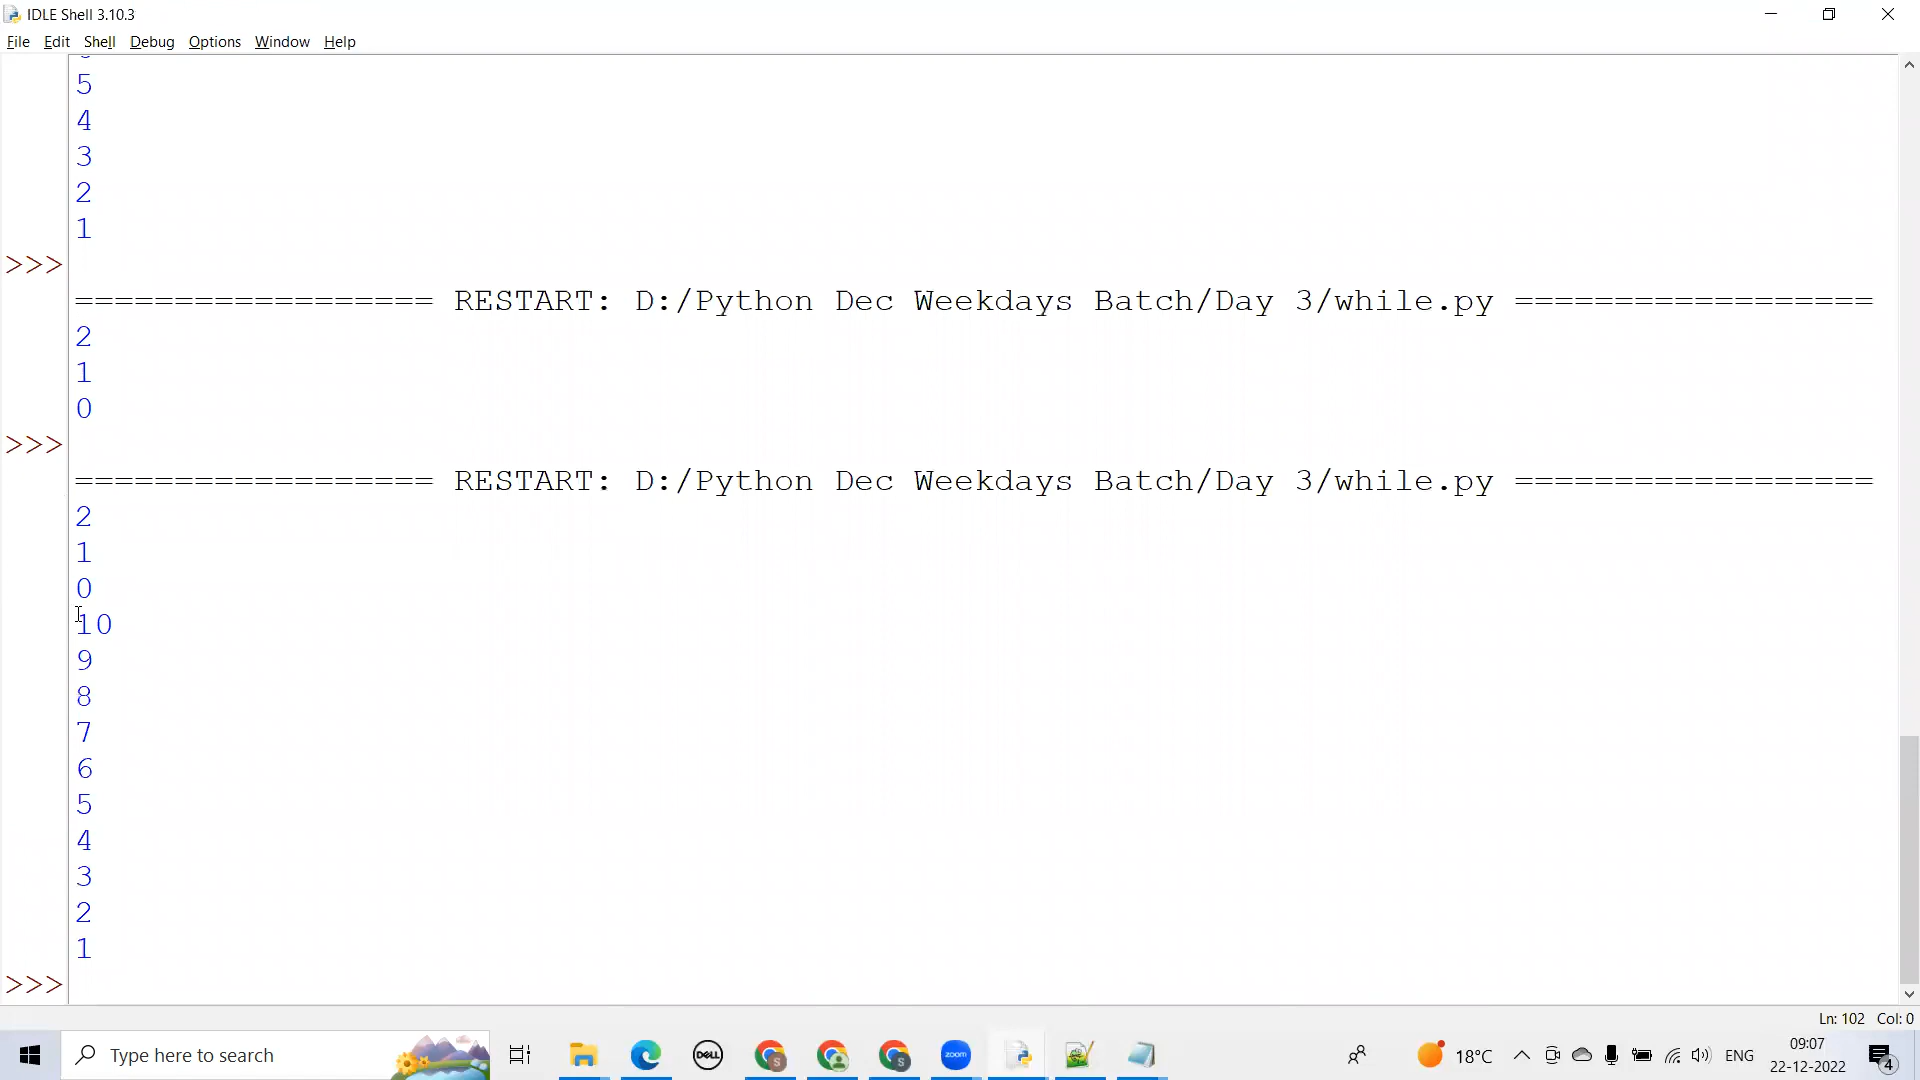 IDLE Shell 3.10.3
File Edit Shell Debug Options Window Help
5
4
3
2
1
>>>
================== RESTART: D:/Python Dec Weekdays Batch/Day 3/while.py ==================
2
1
0
>>>
================== RESTART: D:/Python Dec Weekdays Batch/Day 3/while.py ==================
2
1
0
10
9
8
7
6
5
4
3
2
1
>>>
Ln: 102 Col: 0
Type here to search
DELL
S
S
zoom
18°C
ENG
09:07
22-12-2022
4